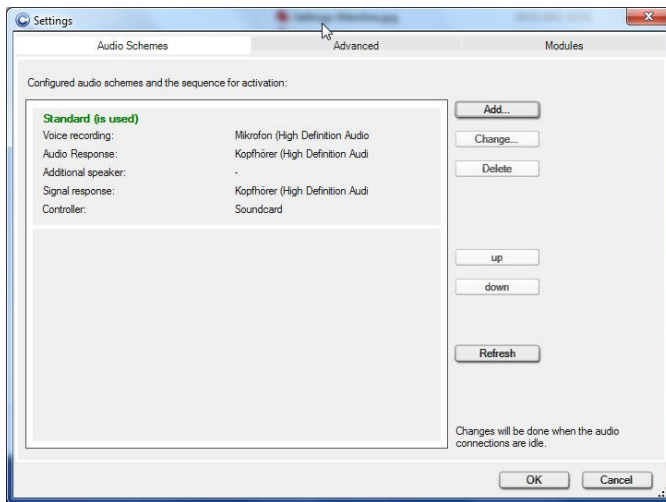 Settings
Audio Schemes Advanced Modules
Configured audio schemes and the sequence for activation:
Standard (is used)
Voice recording: Mikrofon (High Definition Audio
Audio Response: Kopfhörer (High Definition Audi
Additional speaker: -
Signal response: Kopfhörer (High Definition Audi
Controller: Soundcard
Add...
Change...
Delete
up
down
Refresh
Changes will be done when the audio
connections are idle.
OK Cancel